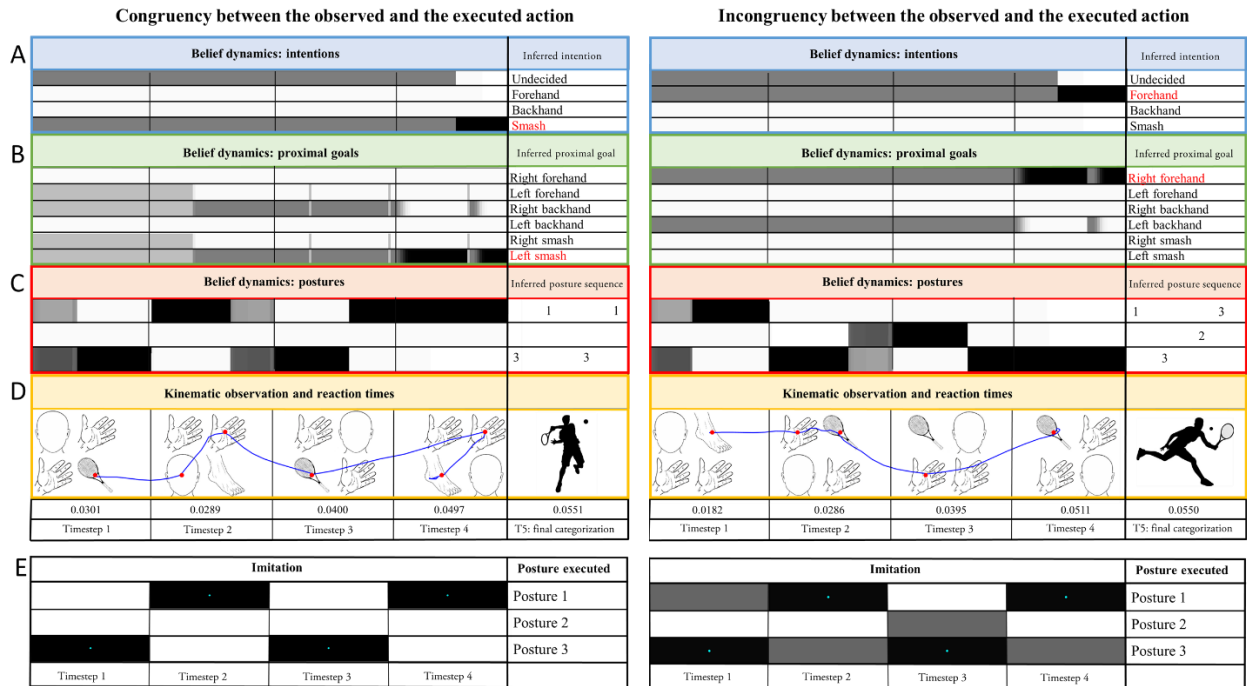 Congruency between the observed and the executed action
A
Belief dynamics: intentions
Inferred intention
Undecided
Forehand
Backhand
Smash
B
Belief dynamics: proximal goals
Inferred proximal goal
Right forehand
Left forehand
Right backhand
Left backhand
Right smash
Left smash
C
Belief dynamics: postures
Inferred posture sequence
1 1
3 3
D
Kinematic observation and reaction times
0.0301 0.0289 0.0400 0.0497 0.0551
Timestep 1 Timestep 2 Timestep 3 Timestep 4 T5: final categorization
E
Imitation
Posture executed
Posture 1
Posture 2
Posture 3
Timestep 1 Timestep 2 Timestep 3 Timestep 4
Incongruency between the observed and the executed action
Belief dynamics: intentions
Inferred intention
Undecided
Forehand
Backhand
Smash
Belief dynamics: proximal goals
Inferred proximal goal
Right forehand
Left forehand
Right backhand
Left backhand
Right smash
Left smash
Belief dynamics: postures
Inferred posture sequence
1 3
2
3
Kinematic observation and reaction times
0.0182 0.0286 0.0395 0.0511 0.0550
Timestep 1 Timestep 2 Timestep 3 Timestep 4 T5: final categorization
Imitation
Posture executed
Posture 1
Posture 2
Posture 3
Timestep 1 Timestep 2 Timestep 3 Timestep 4